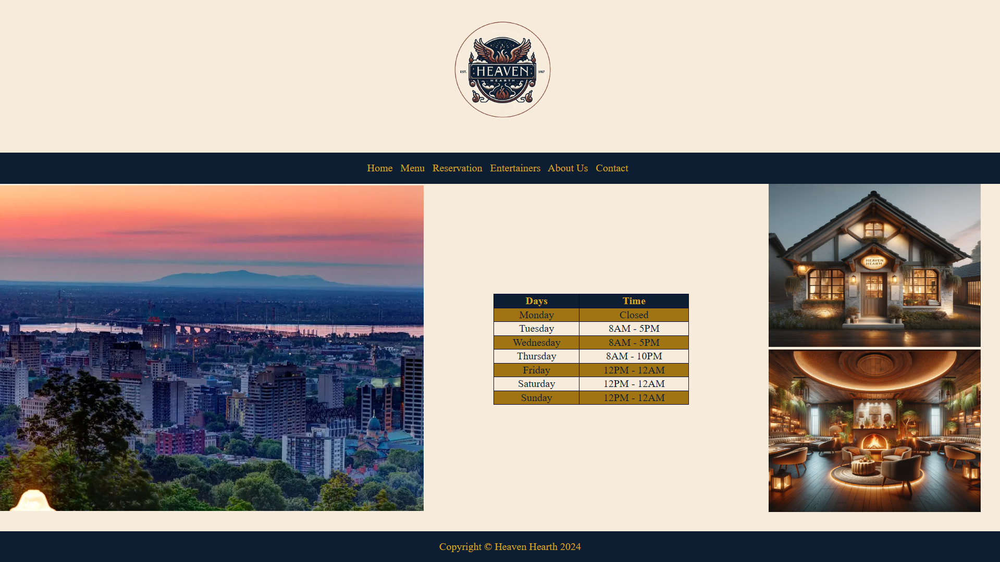 EST. HEAVEN 1987
HEARTH
Home Menu Reservation Entertainers About Us Contact
HEAVEN
HEARTH
Days Time
Monday Closed
Tuesday 8AM - 5PM
Wednesday 8AM - 5PM
Thursday 8AM - 10PM
Friday 12PM - 12AM
Saturday 12PM - 12AM
Sunday 12PM - 12AM
Copyright © Heaven Hearth 2024